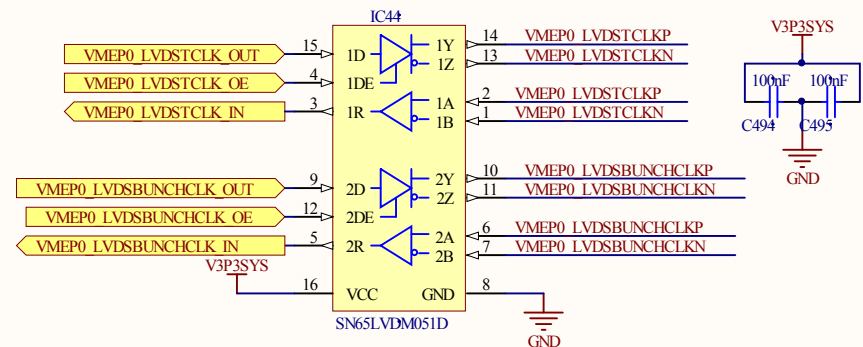 IC44
VMEP0_LVDSTCLK_OUT 15 1D 1Y 14 VMEP0_LVDSTCLKP
1Z 13 VMEP0_LVDSTCLKN
VMEP0_LVDSTCLK_OE 4 1DE
VMEP0_LVDSTCLK_IN 3 1R 1A 2 VMEP0_LVDSTCLKP
1B 1 VMEP0_LVDSTCLKN
VMEP0_LVDSBUNCHCLK_OUT 9 2D 2Y 10 VMEP0_LVDSBUNCHCLKP
2Z 11 VMEP0_LVDSBUNCHCLKN
VMEP0_LVDSBUNCHCLK_OE 12 2DE
VMEP0_LVDSBUNCHCLK_IN 5 2R 2A 6 VMEP0_LVDSBUNCHCLKP
2B 7 VMEP0_LVDSBUNCHCLKN
V3P3SYS
16 VCC GND 8
SN65LVDM051D
GND
V3P3SYS
100nF 100nF
C494 C495
GND